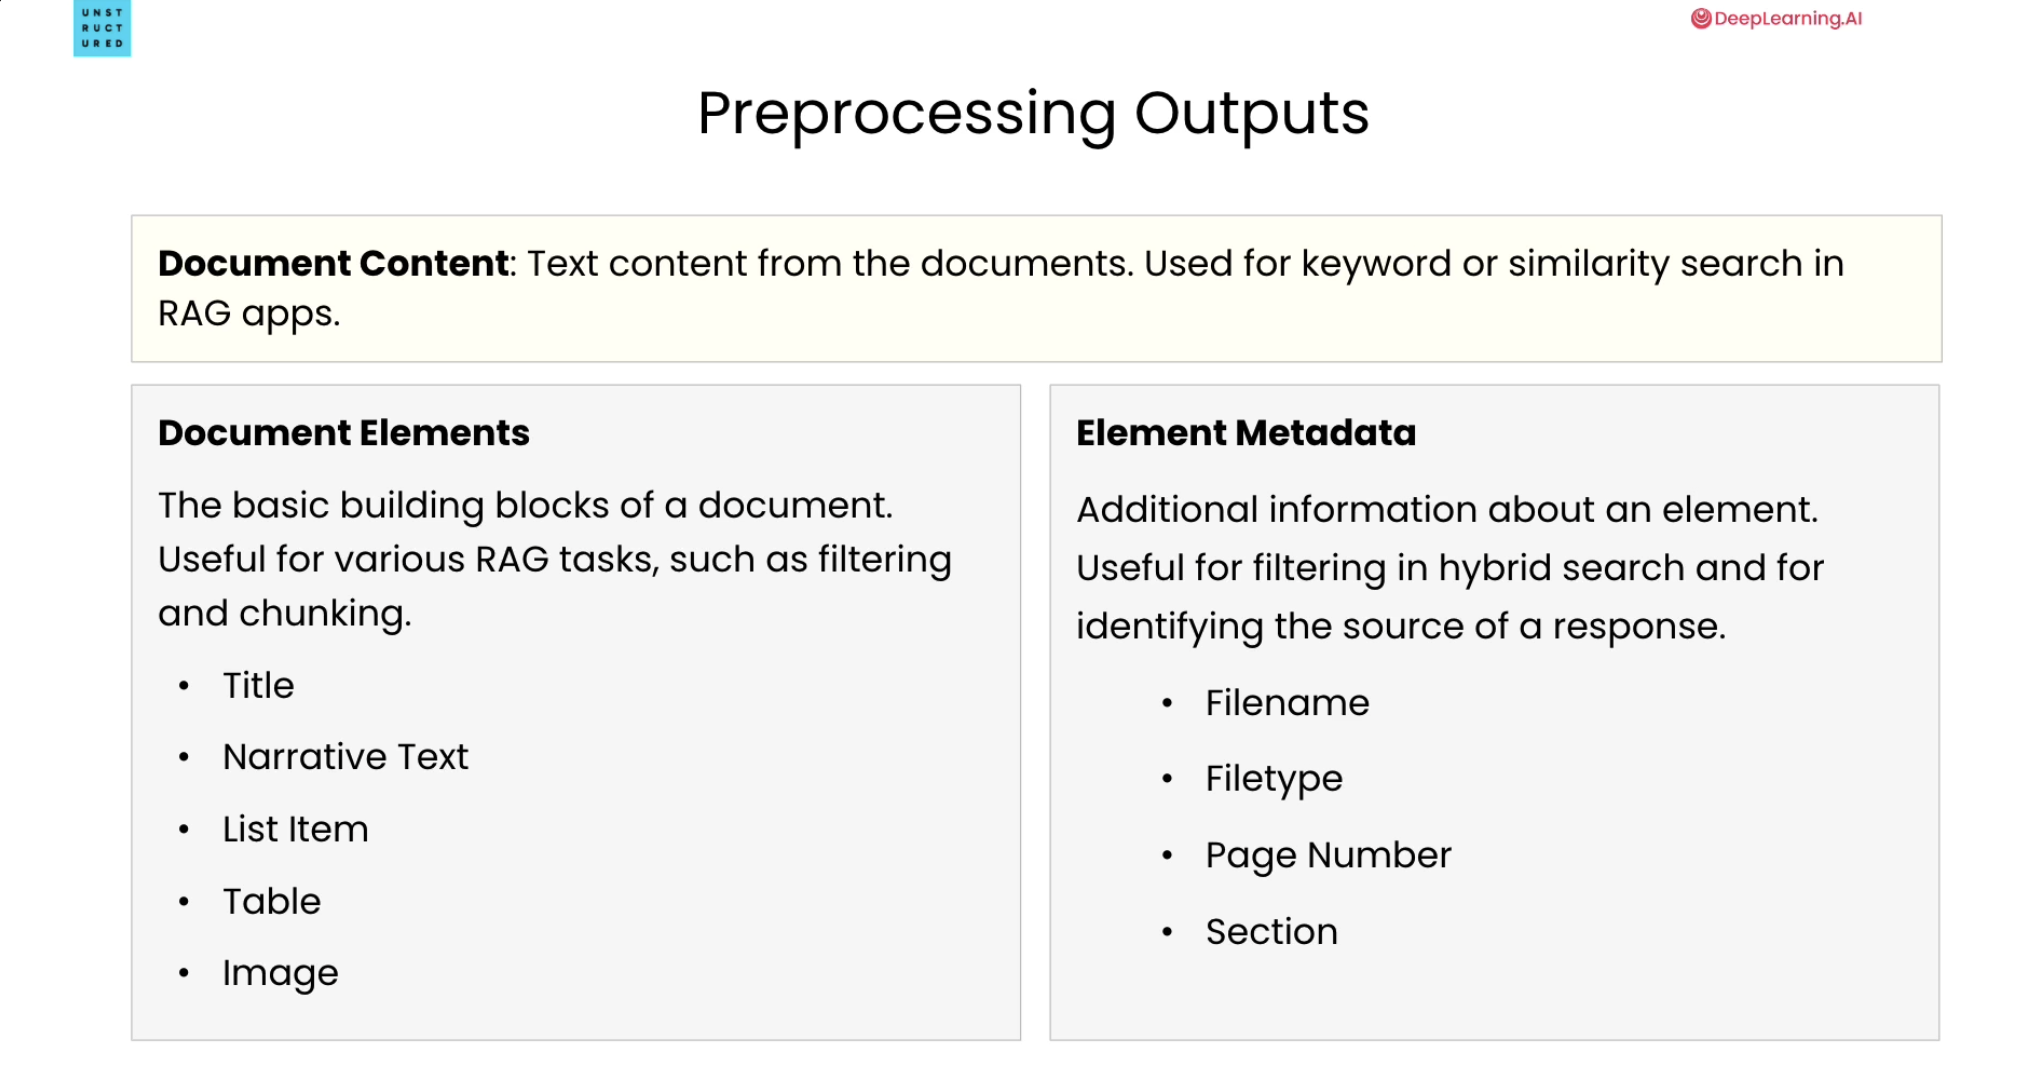 UNST
RUCT
URED
DeepLearning.AI
Preprocessing Outputs
Document Content: Text content from the documents. Used for keyword or similarity search in
RAG apps.
Document Elements
The basic building blocks of a document.
Useful for various RAG tasks, such as filtering
and chunking.
• Title
• Narrative Text
• List Item
• Table
• Image
Element Metadata
Additional information about an element.
Useful for filtering in hybrid search and for
identifying the source of a response.
• Filename
• Filetype
• Page Number
• Section